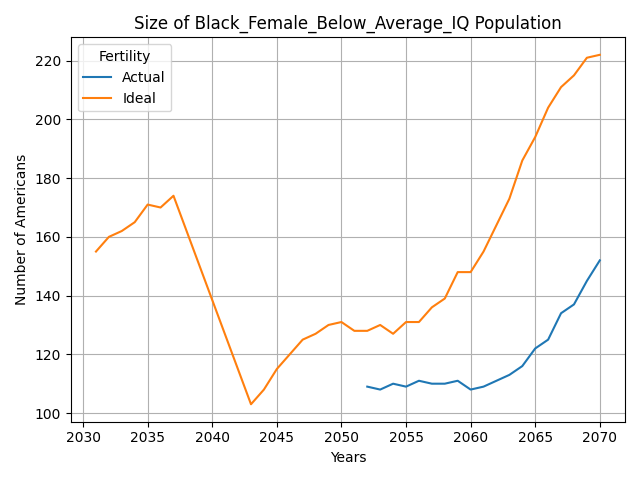 Size of Black_Female_Below_Average_IQ Population
Number of Americans
Fertility
Actual
Ideal
220
200
180
160
140
120
100
2030 2035 2040 2045 2050 2055 2060 2065 2070
Years